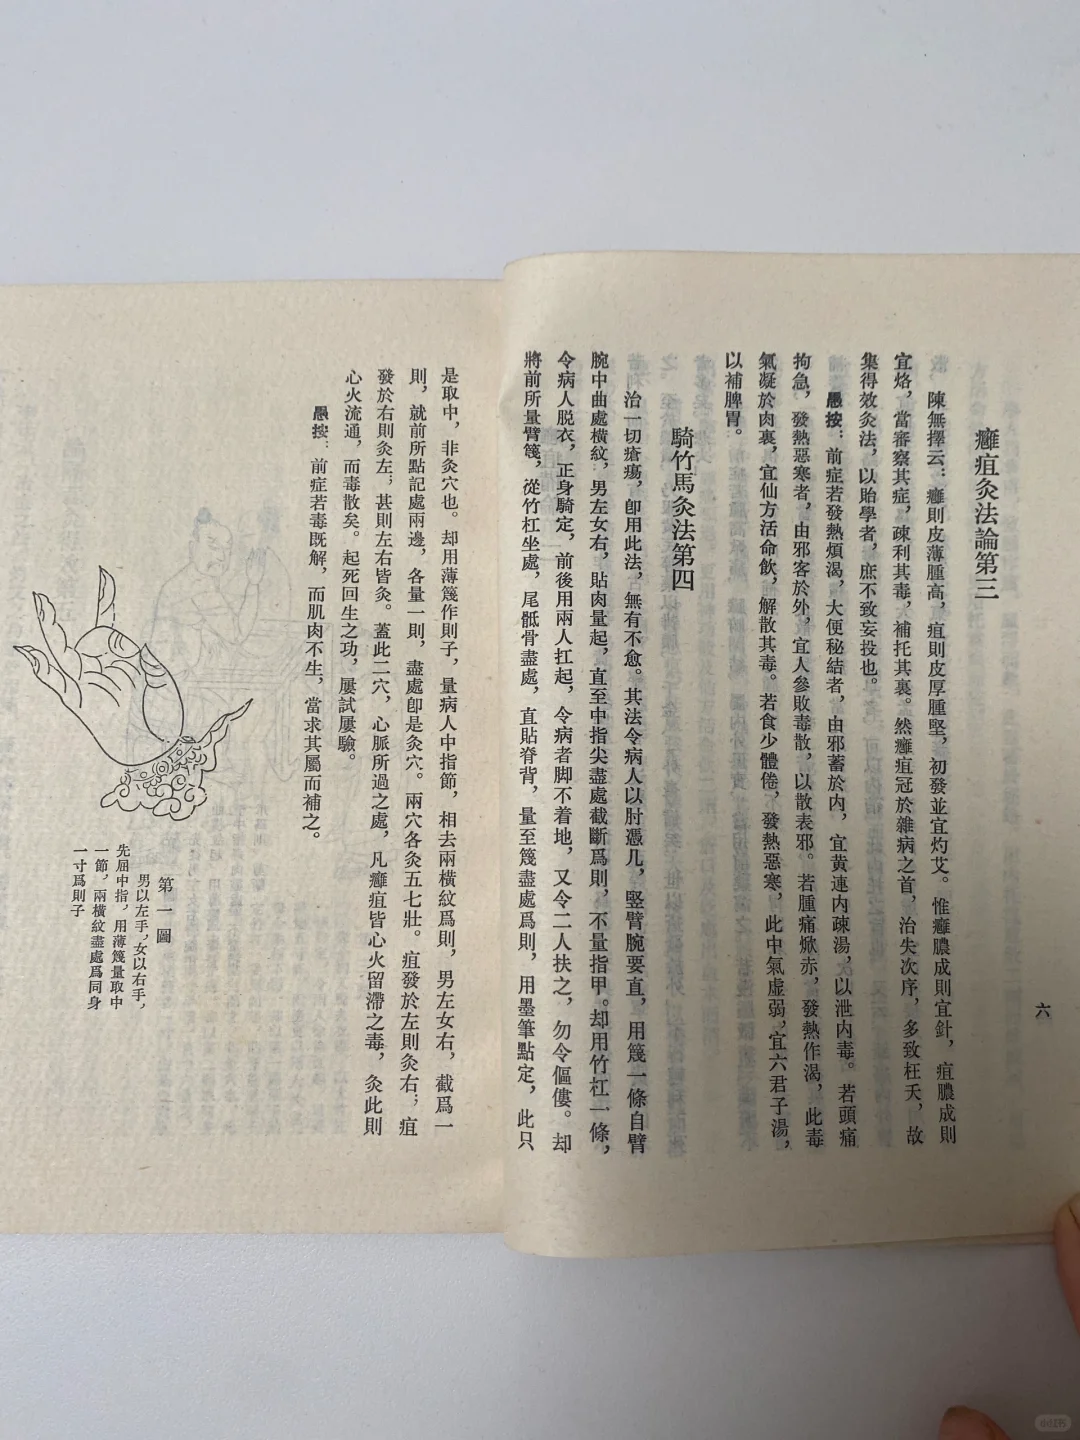 六
癰疽灸法論第三
陳無擇云：癰則皮薄腫高，疽則皮厚腫堅，初發並宜灼艾。惟癰膿成則宜針，疽膿成則
宜烙，當審察其症，疎利其毒，補托其裏。然癰疽冠於雜病之首，治失次序，多致枉夭，故
集得效灸法，以貽學者，庶不致妄投也。
愚按：前症若發熱煩渴，大便秘結者，由邪蓄於内，宜黄連内疎湯，以泄内毒。若頭痛
拘急，發熱惡寒者，由邪客於外，宜人參敗毒散，以散表邪。若腫痛焮赤，發熱作渴，此毒
氣凝於肉裏，宜仙方活命飲，解散其毒。若食少體倦，發熱惡寒，此中氣虛弱，宜六君子湯，
以補脾胃。
騎竹馬灸法第四
治一切瘡瘍，卽用此法，無有不愈。其法令病人以肘憑几，竪臂腕要直，用篾一條自臂
腕中曲處横紋，男左女右，貼肉量起，直至中指尖盡處截斷爲則，不量指甲。却用竹杠一條，
令病人脱衣，正身騎定，前後用兩人扛起，令病者脚不着地，又令二人扶之，勿令傴僂。却
將前所量臂篾，從竹杠坐處，尾骶骨盡處，直貼脊背，量至篾盡處爲則，用墨筆點定，此只
是取中，非灸穴也。却用薄篾作則子，量病人中指節，相去兩横紋爲則，男左女右，截爲一
則，就前所點記處兩邊，各量一則，盡處卽是灸穴。兩穴各灸五七壯。疽發於左則灸右；疽
發於右則灸左；甚則左右皆灸。蓋此二穴，心脈所過之處，凡癰疽皆心火留滯之毒，灸此則
心火流通，而毒散矣。起死回生之功，屢試屢驗。
愚按：前症若毒既解，而肌肉不生，當求其屬而補之。
第一圖
男以左手，女以右手，
先屈中指，用薄篾量取中
一節，兩横紋盡處爲同身
一寸爲則子